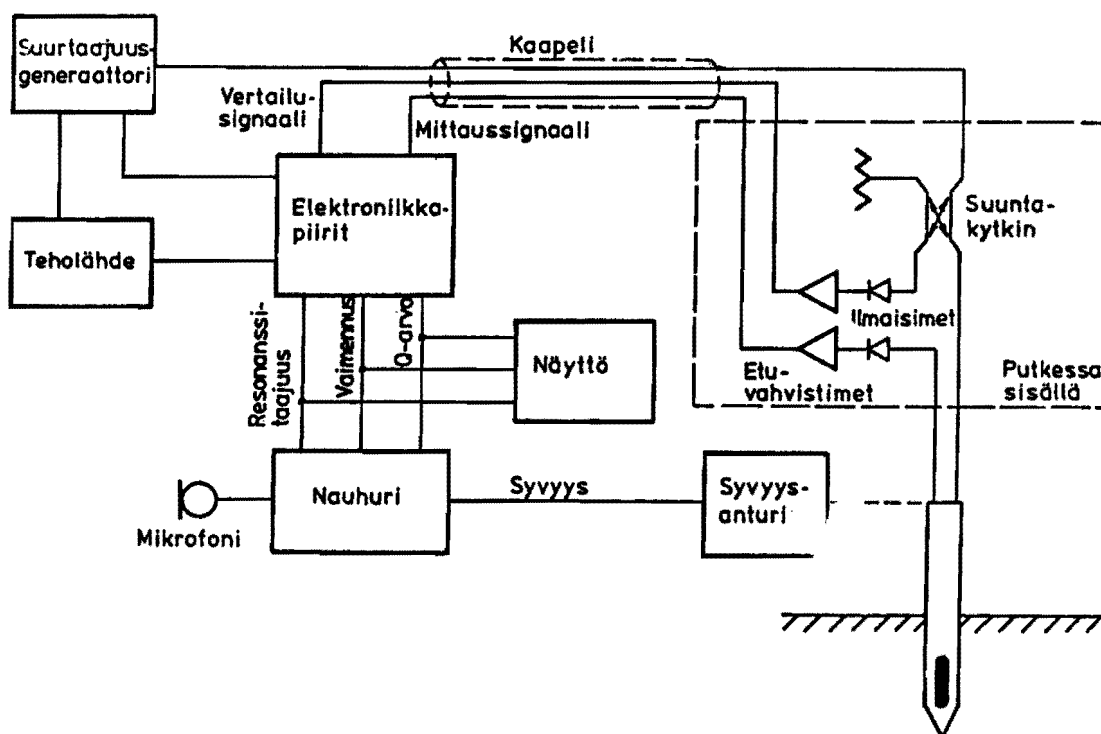 Suurtaajuus-
generaattori
Kaapeli
Vertailu-
signaali
Mittaussignaali
Elektroniikka-
piirit
Suunta-
kytkin
Teholähde
Ilmaisimet
Resonanssi-
taajuus
Vaimennus
Q-arvo
Näyttö
Etu-
vahvistimet
Putkessa
sisällä
Nauhuri
Syvyys
Syvyys-
anturi
Mikrofoni